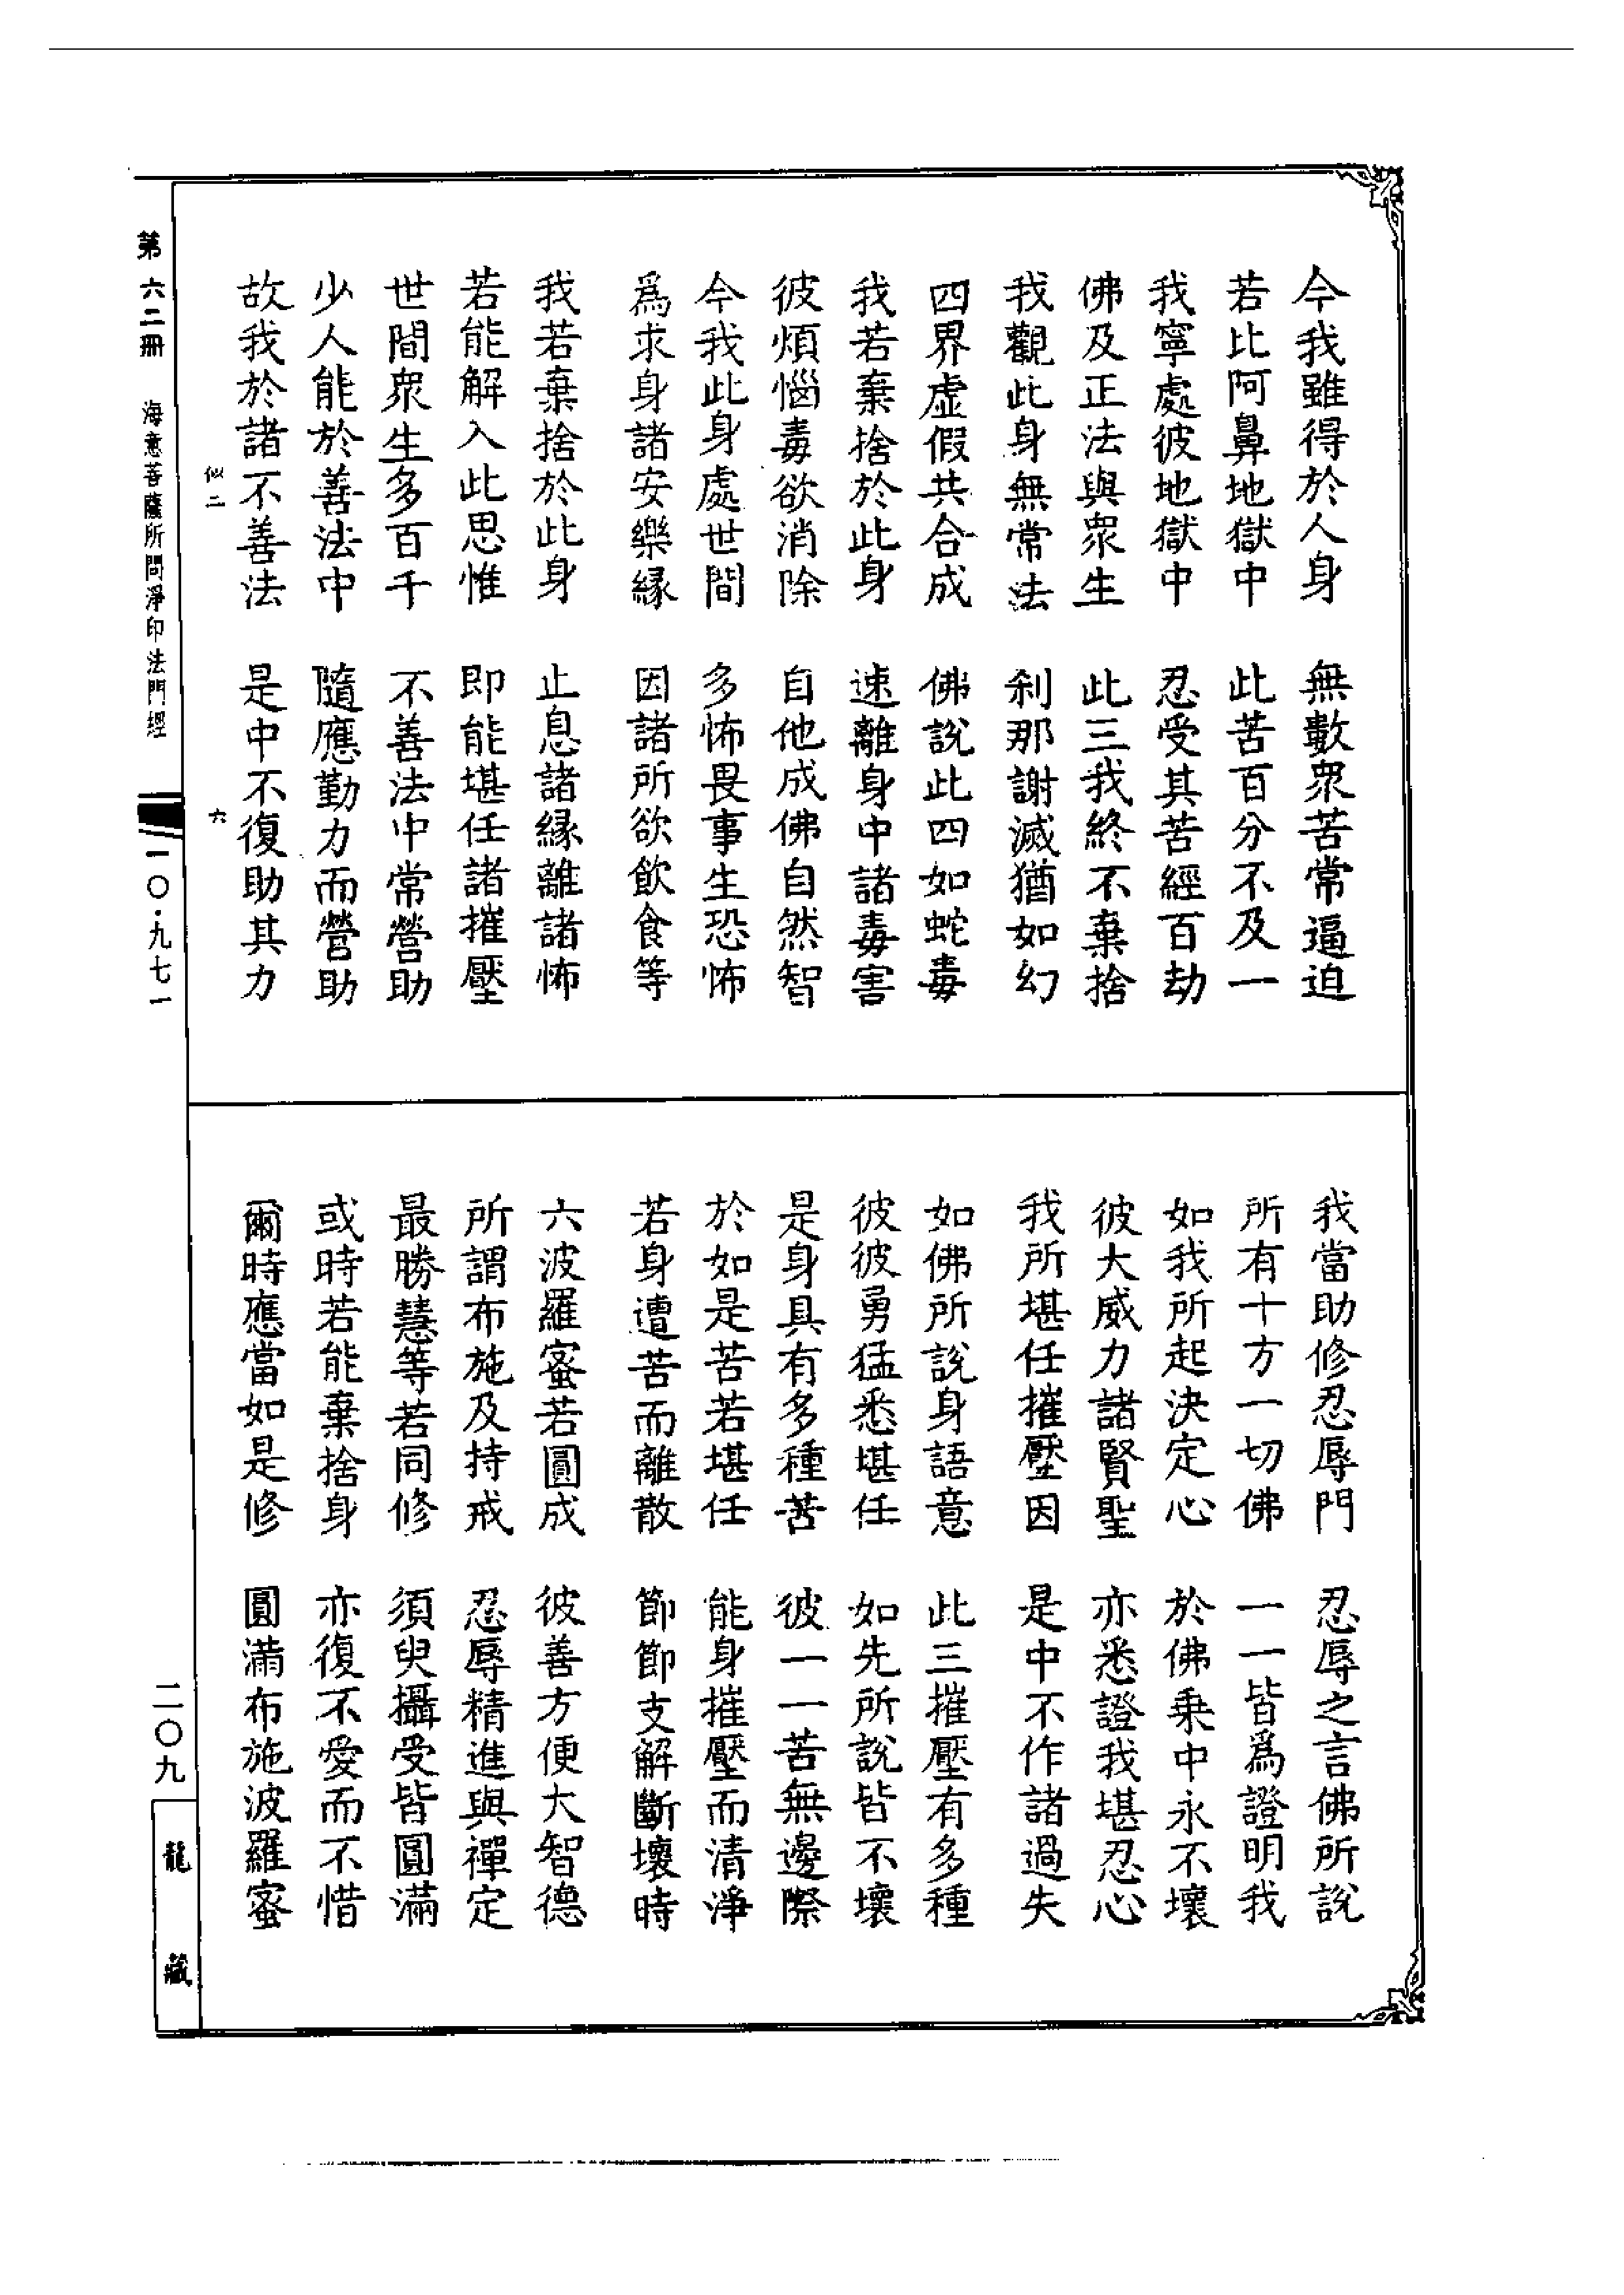 今我雖得於人身　無數衆苦常逼迫
若比阿鼻地獄中　此苦百分不及一
我寧處彼地獄中　忍受其苦經百劫
佛及正法與衆生　此三我終不棄捨
我觀此身無常法　刹那謝滅猶如幻
四界虛假共合成　佛說此四如蛇毒
我若棄捨於此身　速離身中諸毒害
彼煩惱毒欲消除　自他成佛自然智
今我此身處世間　多怖畏事生恐怖
爲求身諸安樂縁　因諸所欲飲食等
我若棄捨於此身　止息諸縁離諸怖
若能解入此思惟　即能堪任諸摧壓
世間衆生多百千　不善法中常營助
少人能於善法中　隨應勤力而營助
故我於諸不善法　是中不復助其力
似二　六
我當助修忍辱門　忍辱之言佛所說
所有十方一切佛　一一皆爲證明我
如我所起決定心　於佛乘中永不壞
彼大威力諸賢聖　亦悉證我堪忍心
我所堪任摧壓因　是中不作諸過失
如佛所說身語意　此三摧壓有多種
彼彼勇猛悉堪任　如先所說皆不壞
是身具有多種苦　彼一一苦無邊際
於如是苦若堪任　能身摧壓而清淨
若身遭苦而離散　節節支解斷壞時
六波羅蜜若圓成　彼善方便大智德
所謂布施及持戒　忍辱精進與禪定
最勝慧等若同修　須臾攝受皆圓滿
或時若能棄捨身　亦復不愛而不惜
爾時應當如是修　圓滿布施波羅蜜
第六二冊　海意菩薩所問淨印法門經　一〇·九七一
二〇九　龍藏